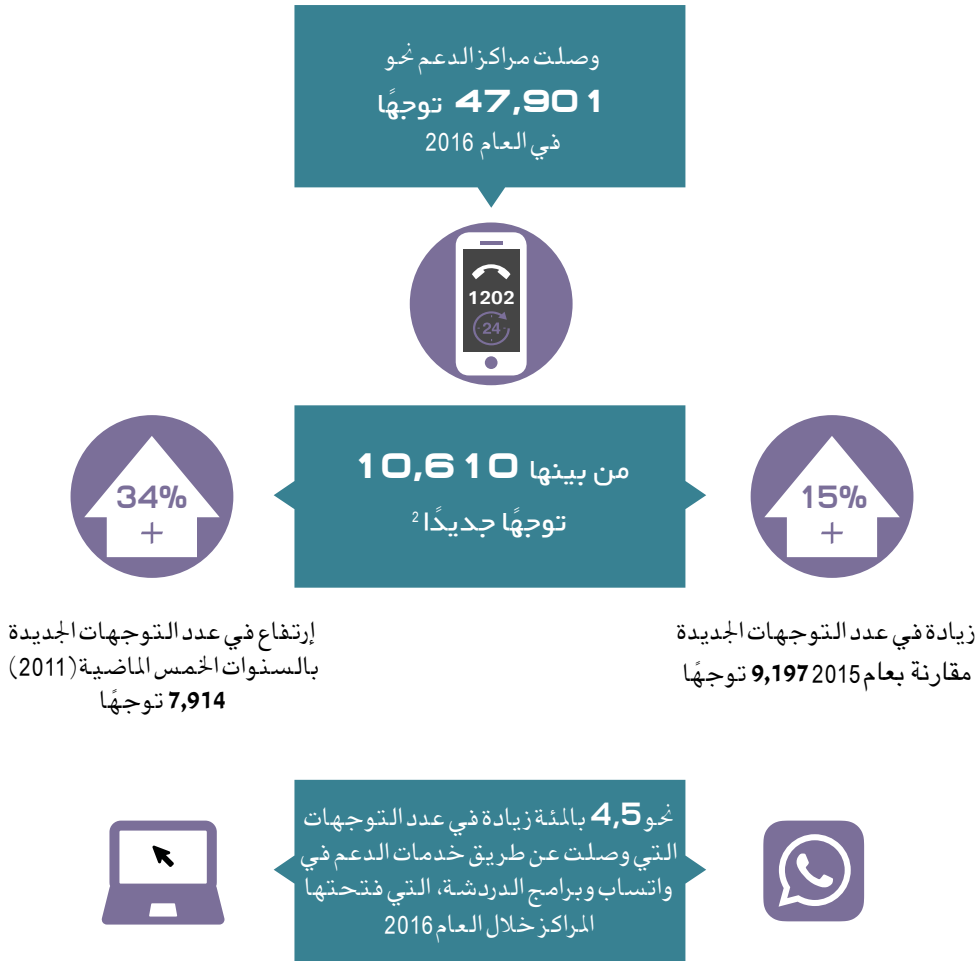 وصلت مراكز الدعم نحو
47,901 توجهًا
في العام 2016
1202
24
من بينها 10,610
توجهًا جديدًا 2
15%
+
زيادة في عدد التوجهات الجديدة
مقارنة بعام 2015 9,197 توجهًا
34%
+
إرتفاع في عدد التوجهات الجديدة
بالسنوات الخمس الماضية (2011)
7,914 توجهًا
نحو 4,5 بالمئة زيادة في عدد التوجهات
التي وصلت عن طريق خدمات الدعم في
واتساب وبرامج الدردشة، التي فتحتها
المراكز خلال العام 2016